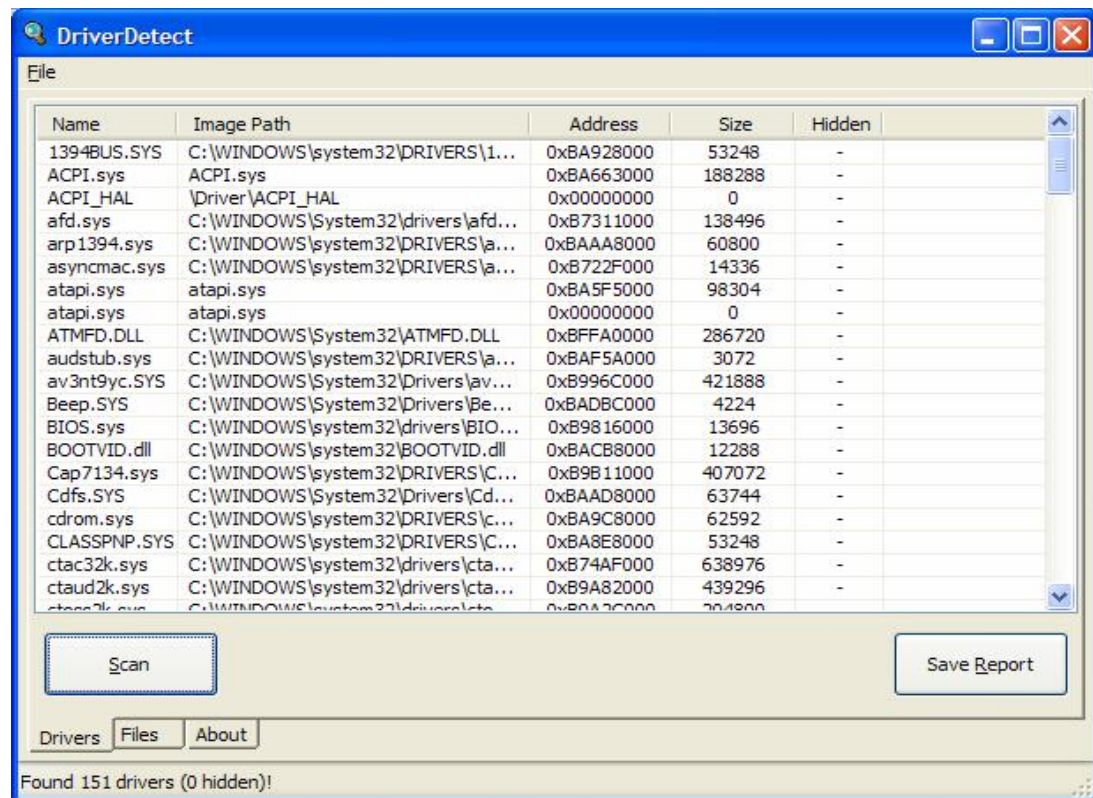 DriverDetect
File
Name Image Path Address Size Hidden
1394BUS.SYS C:\WINDOWS\system32\DRIVERS\1... 0xBA928000 53248 -
ACPI.sys ACPI.sys 0xBA663000 188288 -
ACPI_HAL \Driver\ACPI_HAL 0x00000000 0 -
afd.sys C:\WINDOWS\System32\drivers\afd... 0xB7311000 138496 -
arp1394.sys C:\WINDOWS\system32\DRIVERS\a... 0xBAAA8000 60800 -
asyncmac.sys C:\WINDOWS\system32\DRIVERS\a... 0xB722F000 14336 -
atapi.sys atapi.sys 0xBA5F5000 98304 -
atapi.sys atapi.sys 0x00000000 0 -
ATMFD.DLL C:\WINDOWS\System32\ATMFD.DLL 0xBFFA0000 286720 -
audstub.sys C:\WINDOWS\system32\DRIVERS\a... 0xBAF5A000 3072 -
av3nt9yc.SYS C:\WINDOWS\System32\Drivers\av... 0xB996C000 421888 -
Beep.SYS C:\WINDOWS\System32\Drivers\Be... 0xBADBC000 4224 -
BIOS.sys C:\WINDOWS\system32\drivers\BIO... 0xB9816000 13696 -
BOOTVID.dll C:\WINDOWS\system32\BOOTVID.dll 0xBACB8000 12288 -
Cap7134.sys C:\WINDOWS\system32\DRIVERS\C... 0xB9B11000 407072 -
Cdfs.SYS C:\WINDOWS\System32\Drivers\Cd... 0xBAAD8000 63744 -
cdrom.sys C:\WINDOWS\system32\DRIVERS\c... 0xBA9C8000 62592 -
CLASSPNP.SYS C:\WINDOWS\system32\DRIVERS\C... 0xBA8E8000 53248 -
ctac32k.sys C:\WINDOWS\system32\drivers\cta... 0xB74AF000 638976 -
ctaud2k.sys C:\WINDOWS\system32\drivers\cta... 0xB9A82000 439296 -
Scan Save Report
Drivers Files About
Found 151 drivers (0 hidden)!